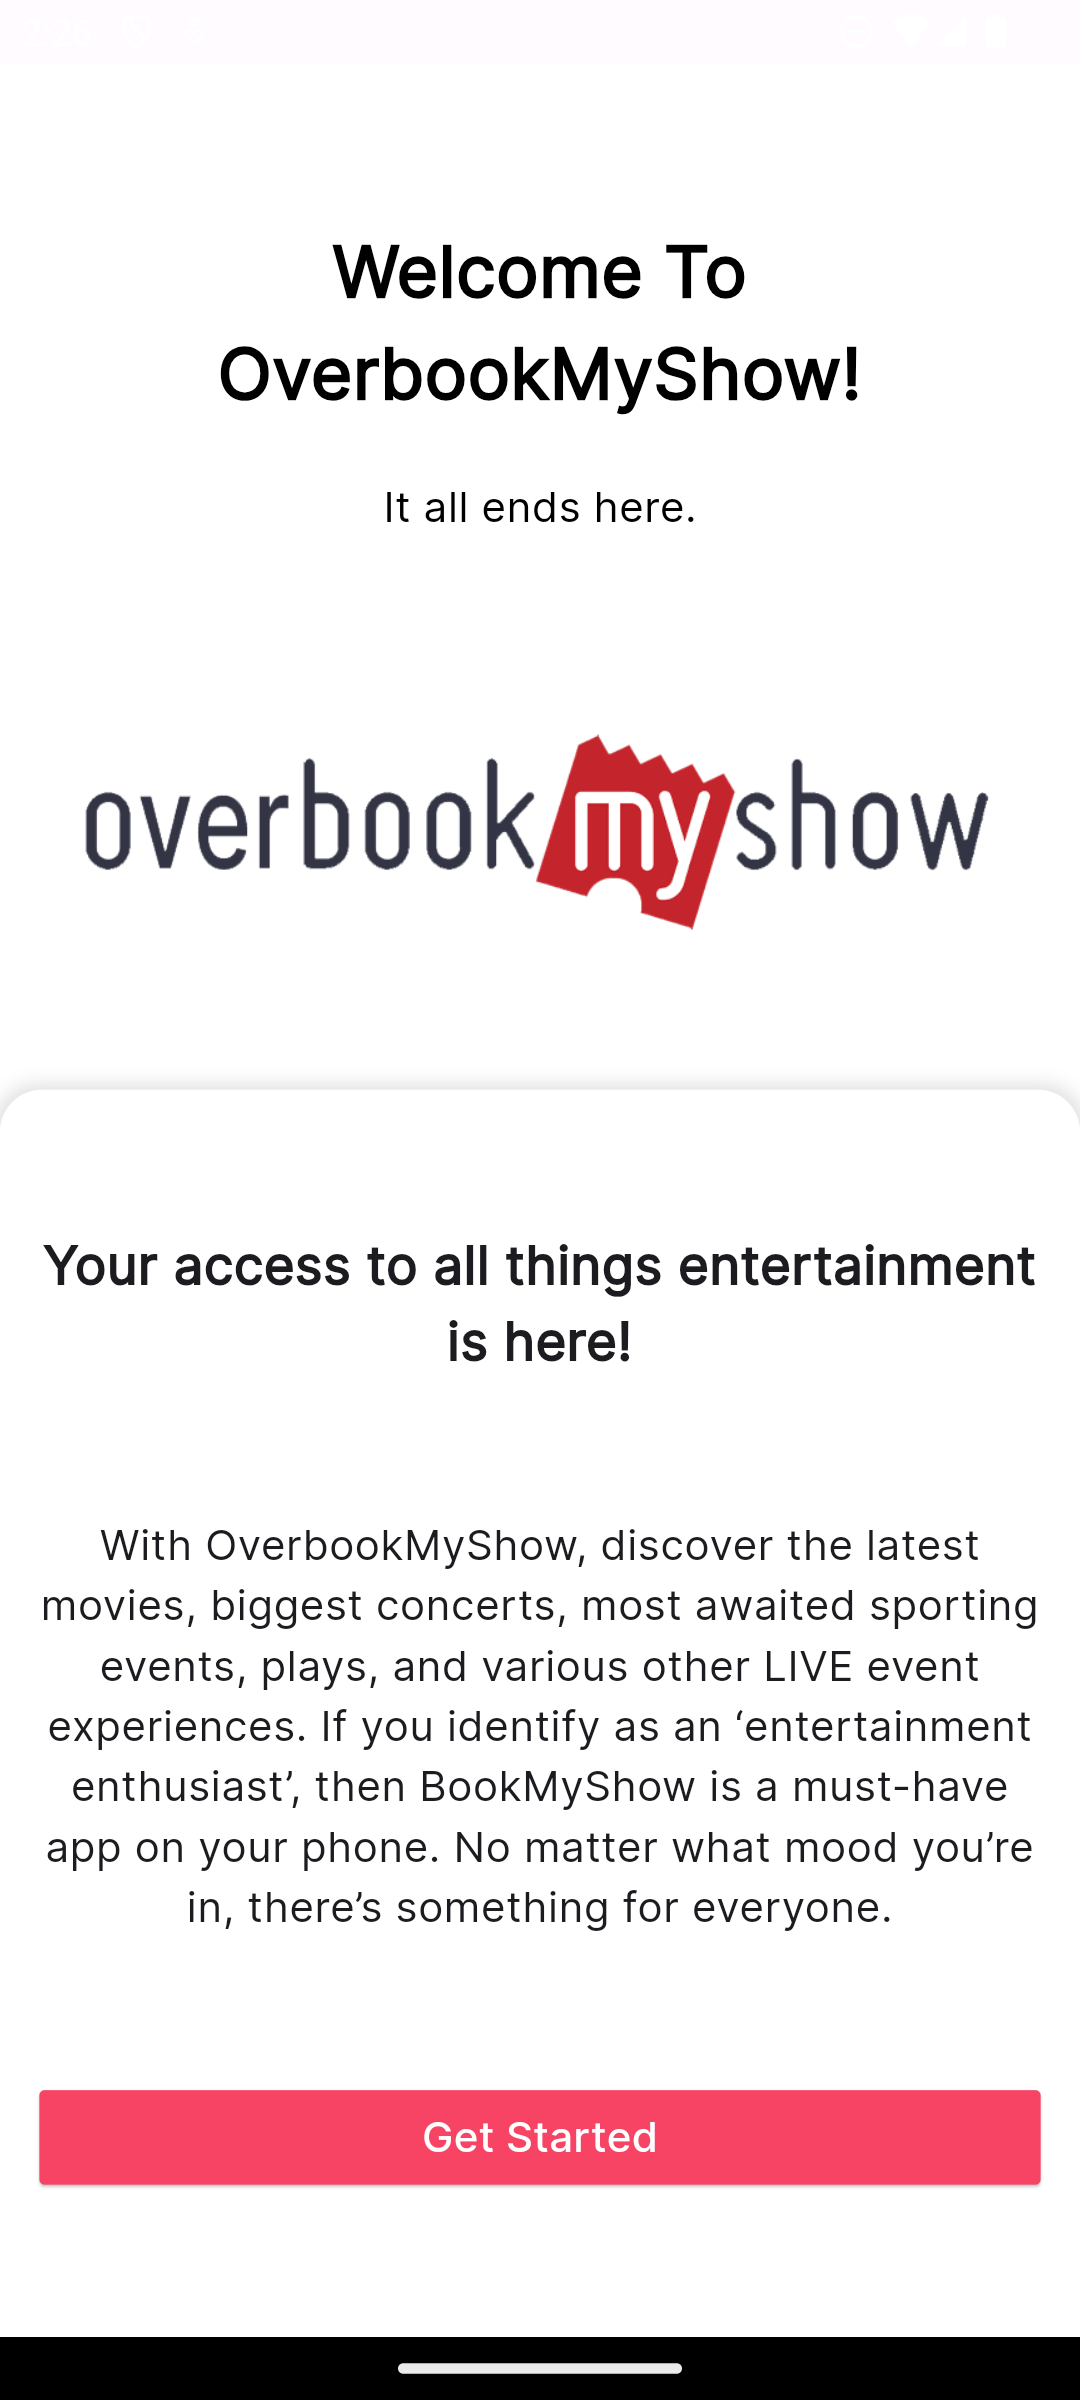 Welcome To
OverbookMyShow!
It all ends here.
overbookmyshow
Your access to all things entertainment
is here!
With OverbookMyShow, discover the latest
movies, biggest concerts, most awaited sporting
events, plays, and various other LIVE event
experiences. If you identify as an ‘entertainment
enthusiast’, then BookMyShow is a must-have
app on your phone. No matter what mood you’re
in, there’s something for everyone.
Get Started